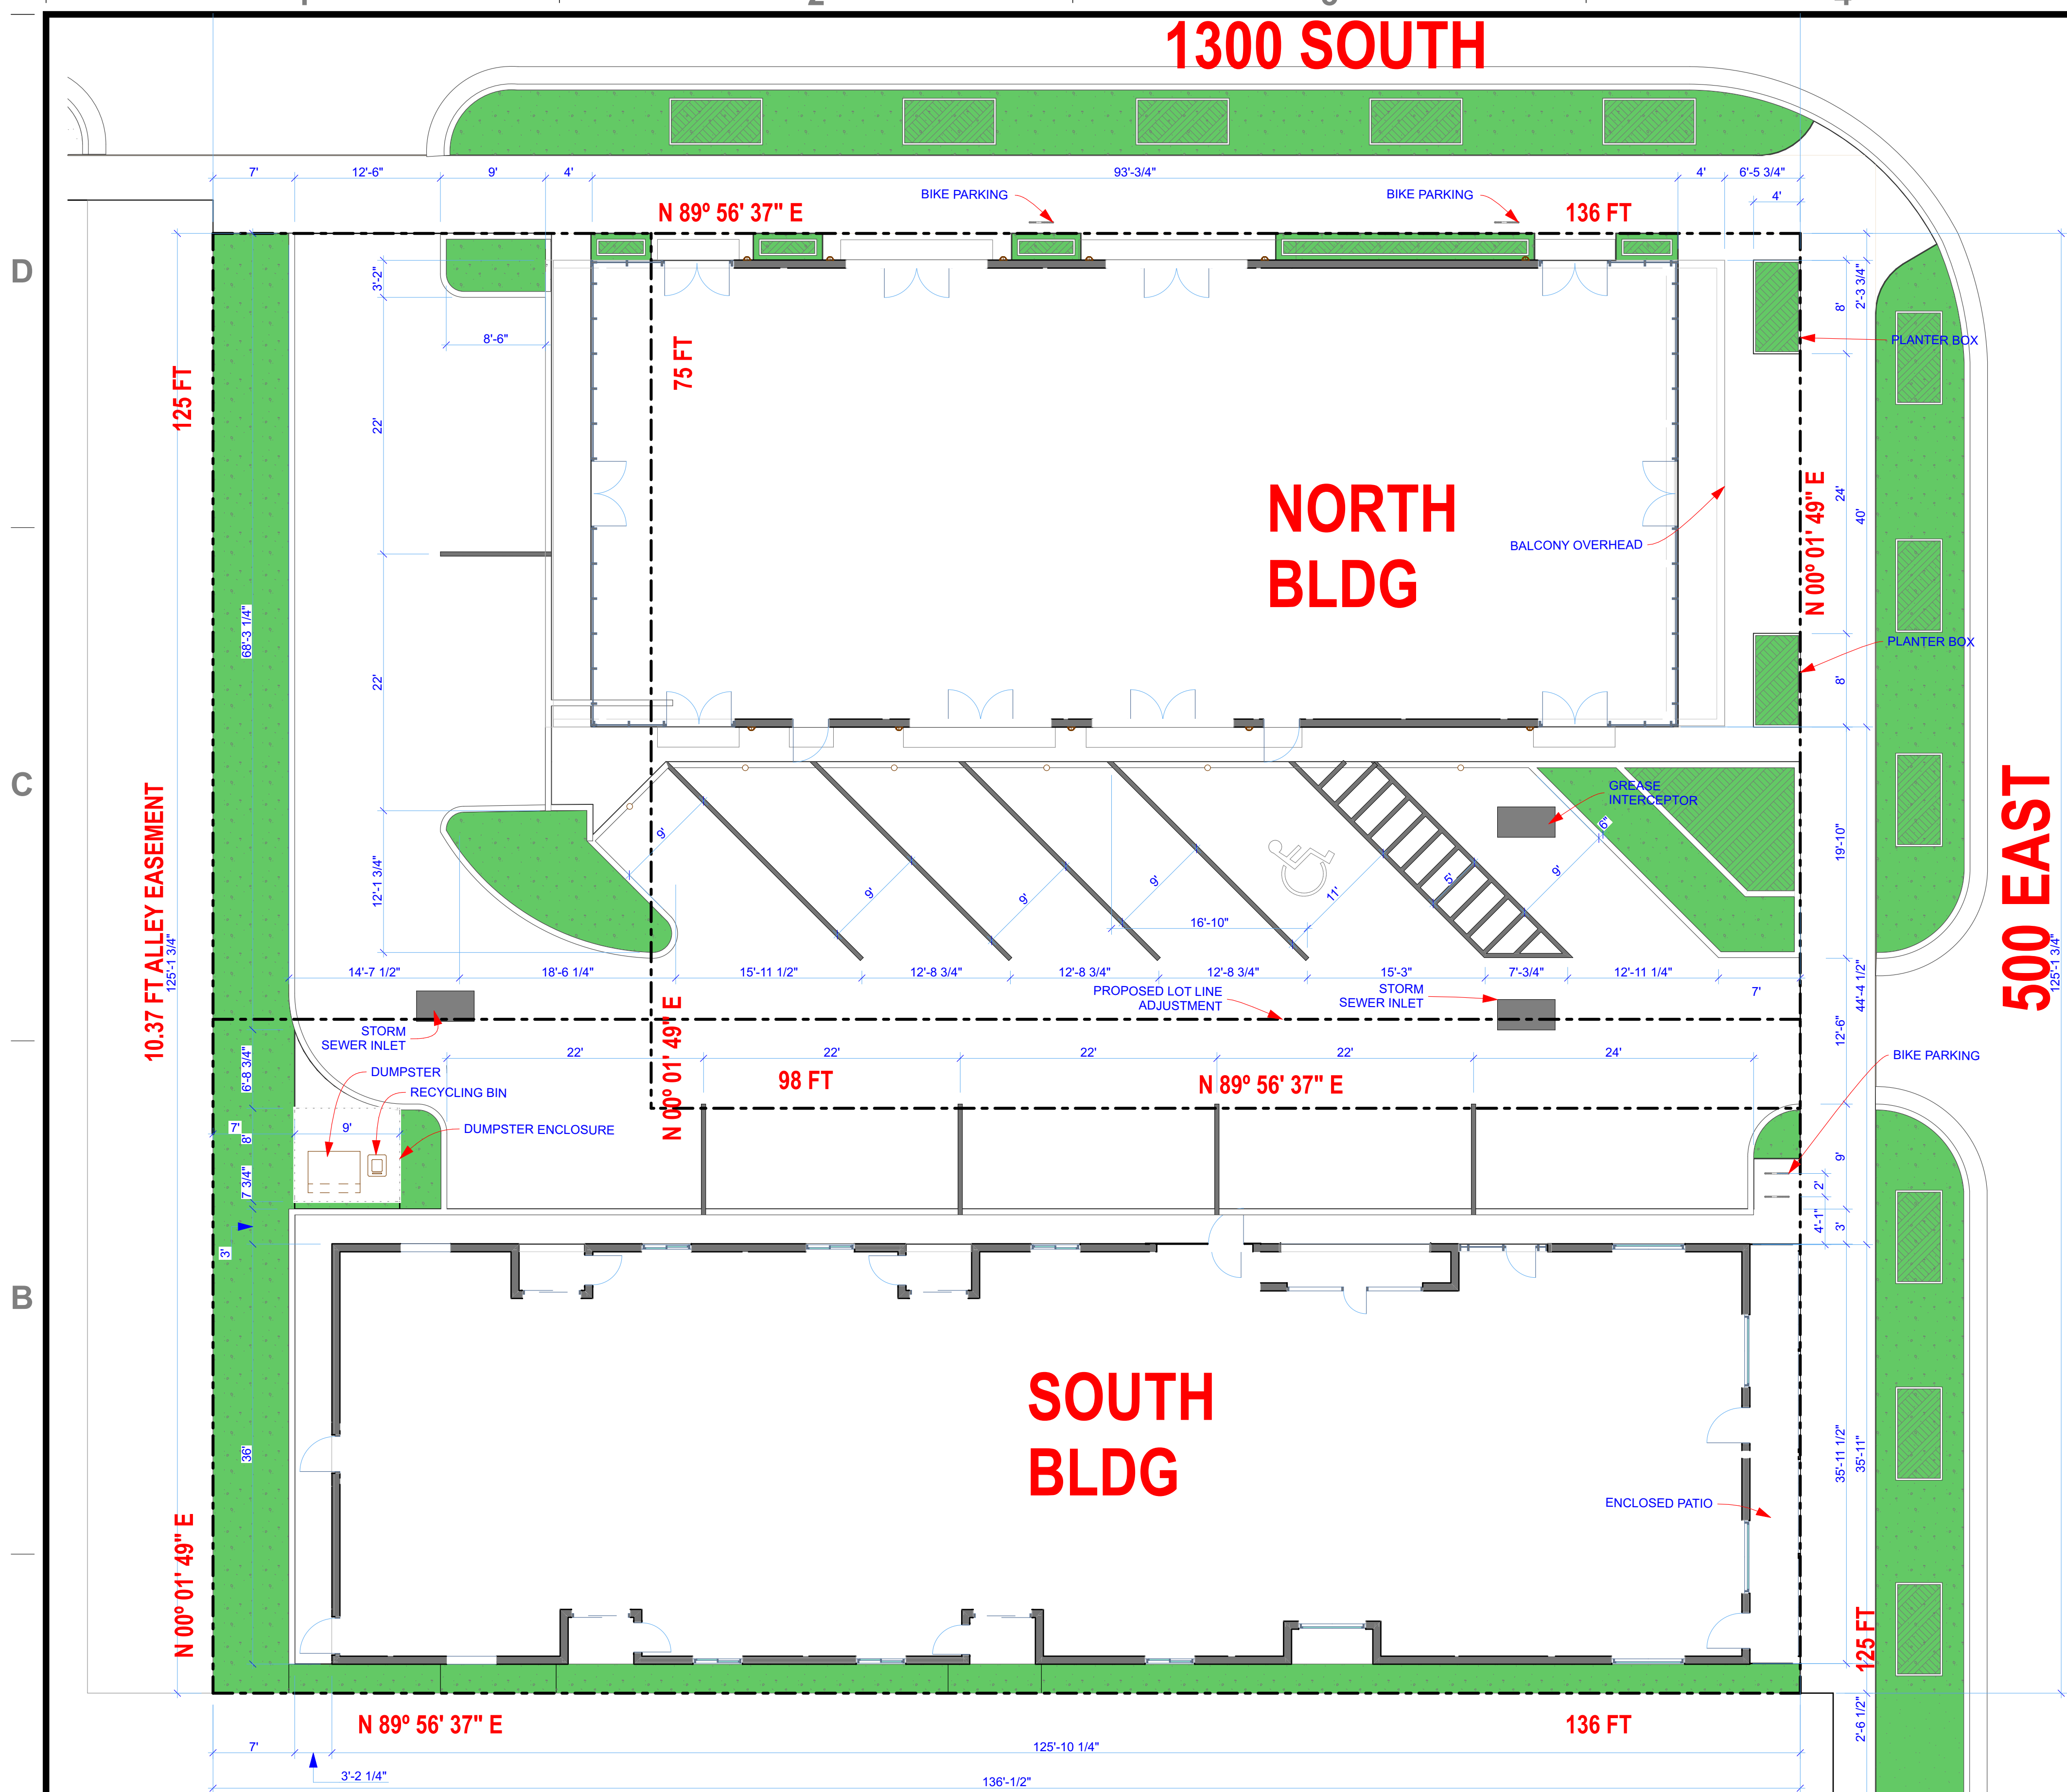 1300 SOUTH
7'
12'-6"
9'
4'
93'-3/4"
4'
6'-5 3/4"
4'
BIKE PARKING
BIKE PARKING
N 89º 56' 37" E
136 FT
D
3'-2"
8'-6"
22'
125 FT
75 FT
8'
2'-3 3/4"
PLANTER BOX
NORTH
BLDG
BALCONY OVERHEAD
N 00º 01' 49" E
24'
40'
68'-3 1/4"
22'
PLANTER BOX
8'
C
10.37 FT ALLEY EASEMENT
125'-1 3/4"
12'-1 3/4"
9'
9'
9'
9'
11'
5'
9'
6"
16'-10"
GREASE
INTERCEPTOR
19'-10"
500 EAST
125'-1 3/4"
44'-4 1/2"
14'-7 1/2"
18'-6 1/4"
15'-11 1/2"
12'-8 3/4"
12'-8 3/4"
12'-8 3/4"
15'-3"
7'-3/4"
12'-11 1/4"
7'
PROPOSED LOT LINE
ADJUSTMENT
STORM
SEWER INLET
STORM
SEWER INLET
N 00º 01' 49" E
12'-6"
22'
22'
22'
22'
24'
BIKE PARKING
6'-8 3/4"
DUMPSTER
RECYCLING BIN
98 FT
N 89º 56' 37" E
7'
8'
9'
DUMPSTER ENCLOSURE
7 3/4"
9'
2'
4'-1"
3'
3'
B
SOUTH
BLDG
36'
35'-11 1/2"
35'-11"
ENCLOSED PATIO
N 00º 01' 49" E
125 FT
N 89º 56' 37" E
136 FT
2'-6 1/2"
7'
125'-10 1/4"
3'-2 1/4"
136'-1/2"